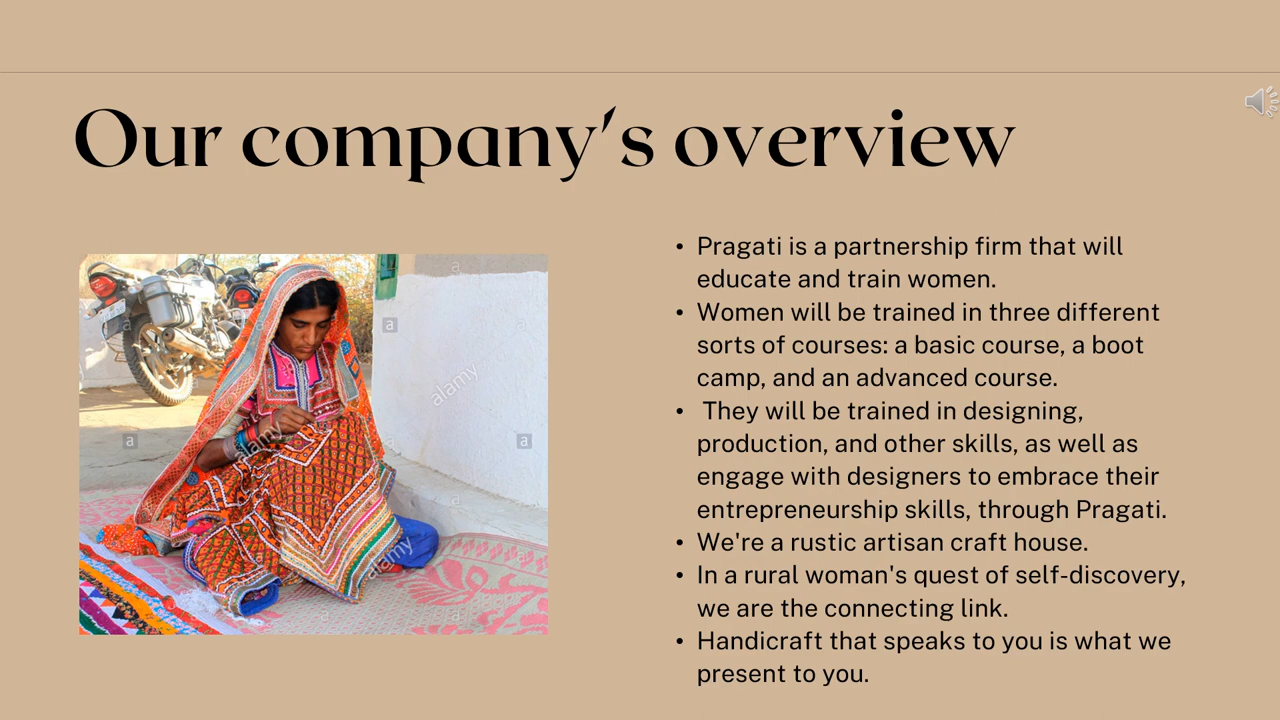 Our company's overview
• Pragati is a partnership firm that will
educate and train women.
• Women will be trained in three different
sorts of courses: a basic course, a boot
camp, and an advanced course.
• They will be trained in designing,
production, and other skills, as well as
engage with designers to embrace their
entrepreneurship skills, through Pragati.
• We're a rustic artisan craft house.
• In a rural woman's quest of self-discovery,
we are the connecting link.
• Handicraft that speaks to you is what we
present to you.
a
a
a
a
a
alamy
alamy
alamy